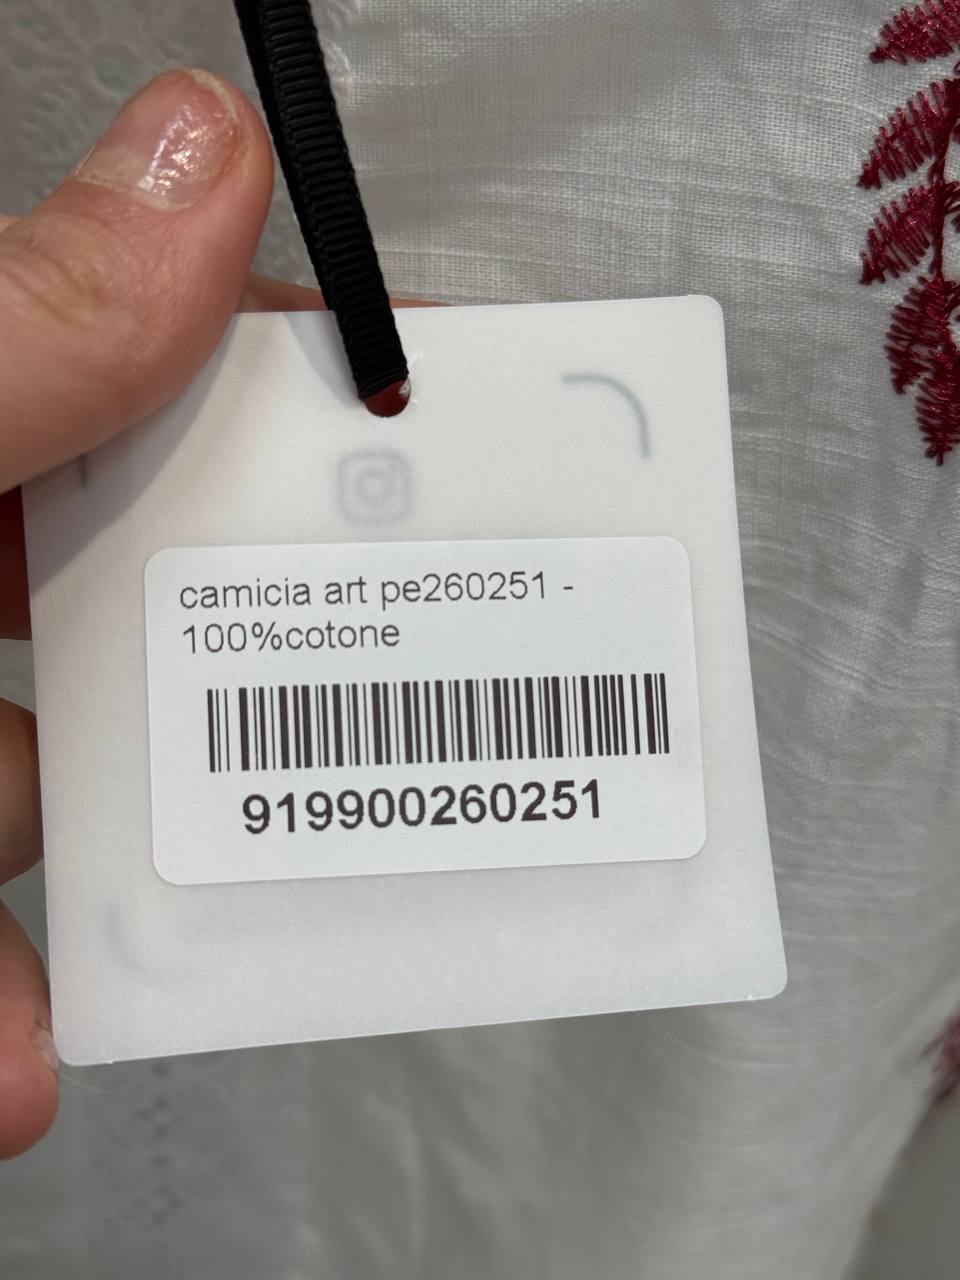 camicia art pe260251 -
100%cotone
919900260251